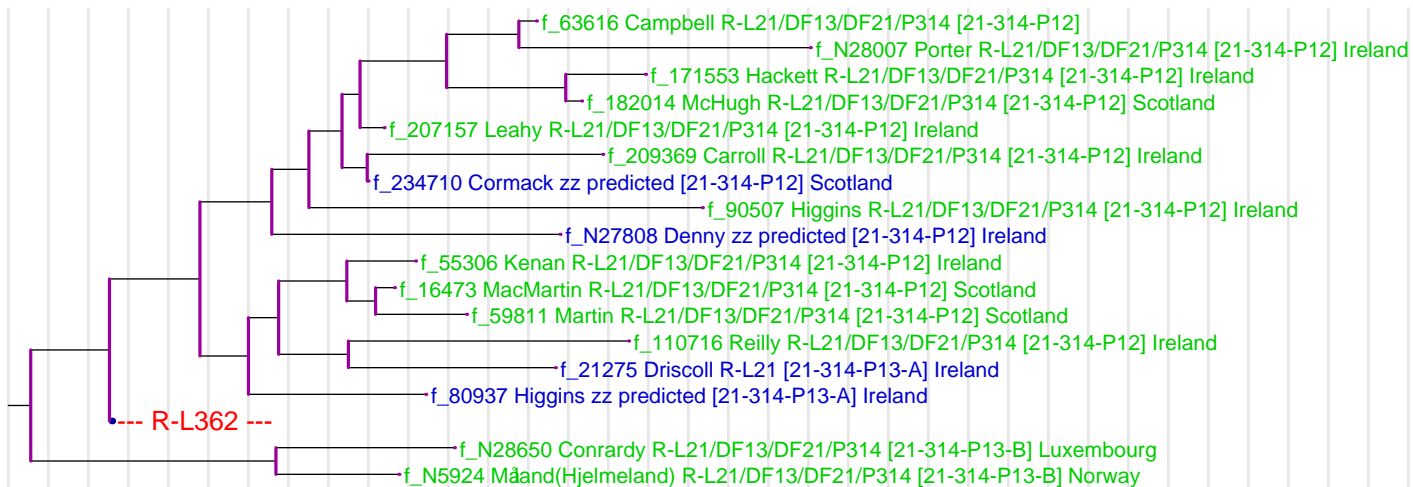 f_63616 Campbell R-L21/DF13/DF21/P314 [21-314-P12]
f_N28007 Porter R-L21/DF13/DF21/P314 [21-314-P12] Ireland
f_171553 Hackett R-L21/DF13/DF21/P314 [21-314-P12] Ireland
f_182014 McHugh R-L21/DF13/DF21/P314 [21-314-P12] Scotland
f_207157 Leahy R-L21/DF13/DF21/P314 [21-314-P12] Ireland
f_209369 Carroll R-L21/DF13/DF21/P314 [21-314-P12] Ireland
f_234710 Cormack zz predicted [21-314-P12] Scotland
f_90507 Higgins R-L21/DF13/DF21/P314 [21-314-P12] Ireland
f_N27808 Denny zz predicted [21-314-P12] Ireland
f_55306 Kenan R-L21/DF13/DF21/P314 [21-314-P12] Ireland
f_16473 MacMartin R-L21/DF13/DF21/P314 [21-314-P12] Scotland
f_59811 Martin R-L21/DF13/DF21/P314 [21-314-P12] Scotland
f_110716 Reilly R-L21/DF13/DF21/P314 [21-314-P12] Ireland
f_21275 Driscoll R-L21 [21-314-P13-A] Ireland
f_80937 Higgins zz predicted [21-314-P13-A] Ireland
--- R-L362 ---
f_N28650 Conrardy R-L21/DF13/DF21/P314 [21-314-P13-B] Luxembourg
f_N5924 Måland(Hjelmeland) R-L21/DF13/DF21/P314 [21-314-P13-B] Norway